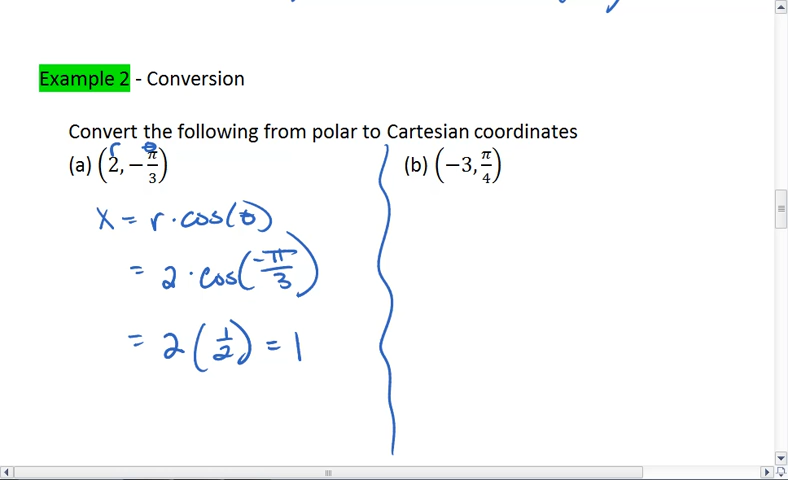 Example 2 - Conversion
Convert the following from polar to Cartesian coordinates
r θ
(a) (2, −π/3)
(b) (−3, π/4)
x = r · cos(θ)
= 2 · cos(-π/3)
= 2 (1/2) = 1